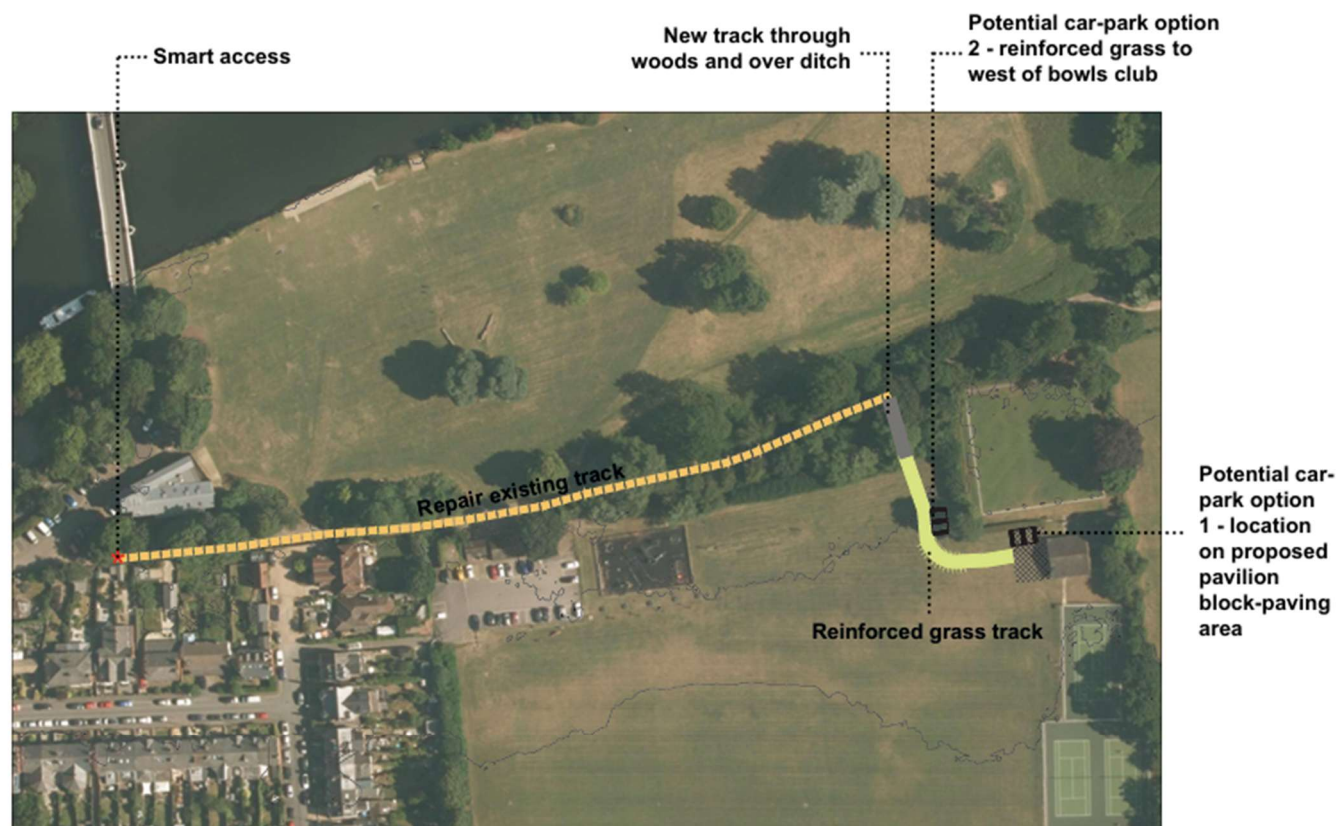 Smart access
New track through
woods and over ditch
Potential car-park option
2 - reinforced grass to
west of bowls club
Repair existing track
Potential car-
park option
1 - location
on proposed
pavilion
block-paving
area
Reinforced grass track